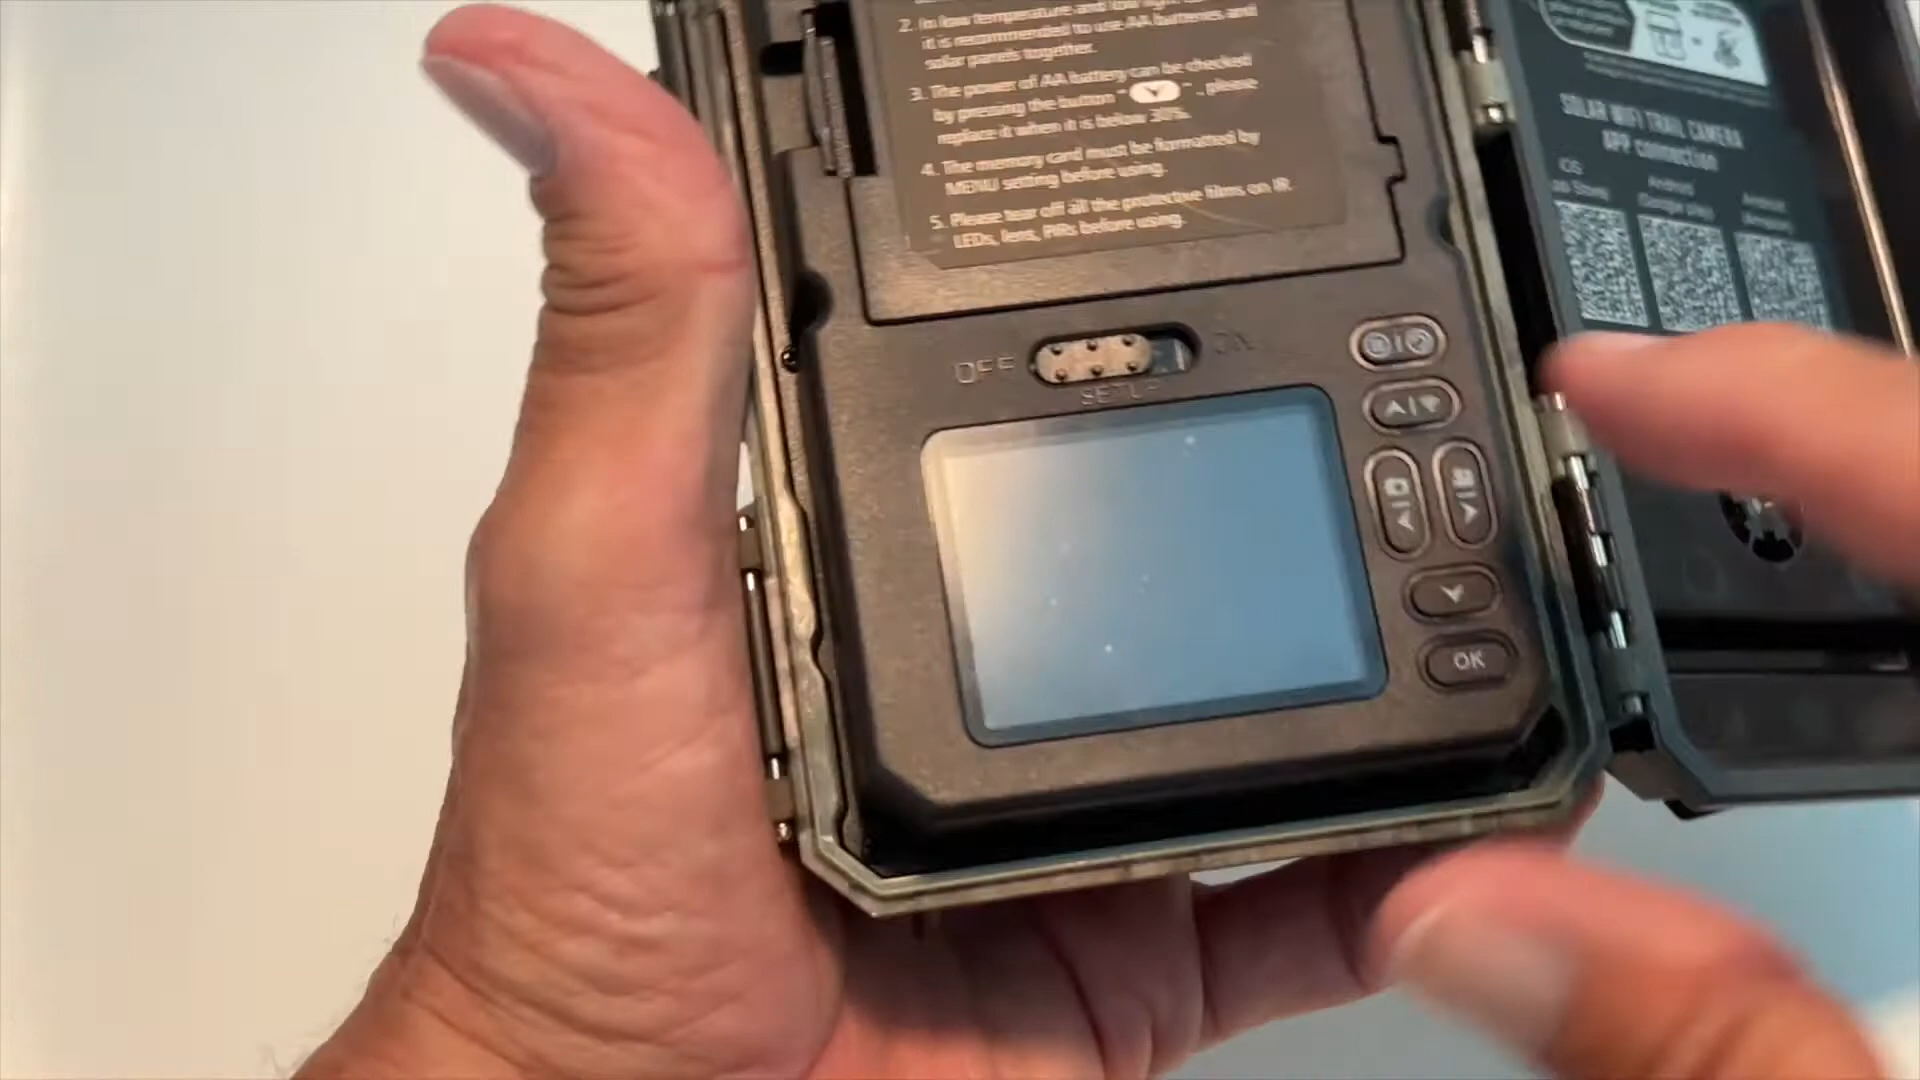 2. In low temperature and low light
it is recommended to use AA batteries and
solar panels together.
3. The power of AA battery can be checked
by pressing the button " ", please
replace it when it is below 30%.
4. The memory card must be formatted by
MENU setting before using.
5. Please tear off all the protective films on IR
LEDs, lens, PIRs before using.
OFF
ON
SETUP
OK
SOLAR WIFI TRAIL CAMERA
APP connection
iOS
Android
Google play
Android